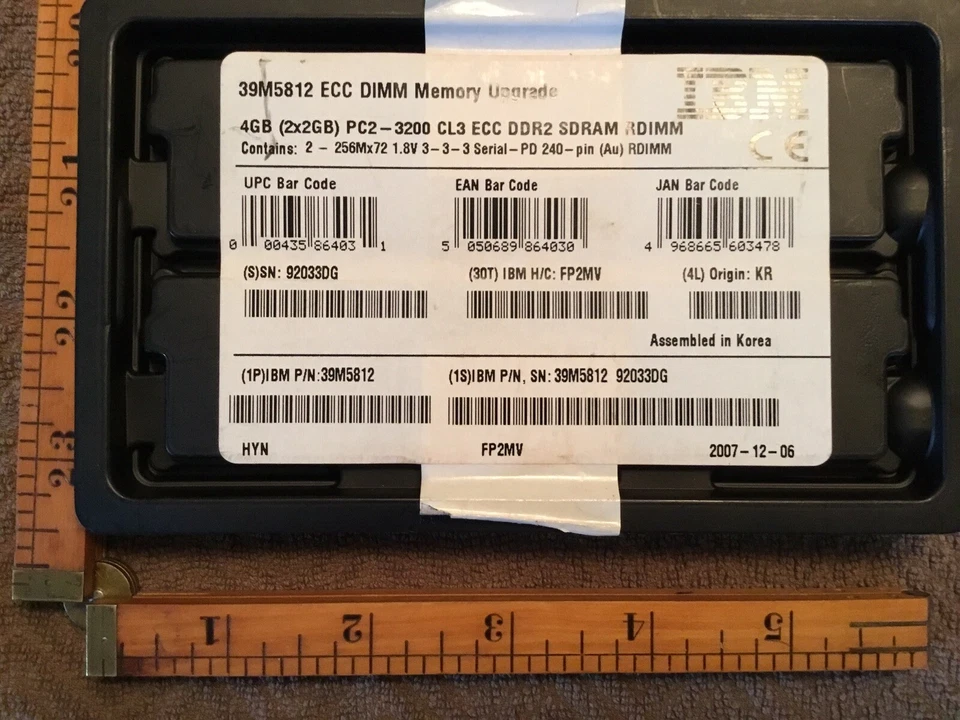 39M5812 ECC DIMM Memory Upgrade
IBM
4GB (2x2GB) PC2-3200 CL3 ECC DDR2 SDRAM RDIMM
Contains: 2 - 256Mx72 1.8V 3-3-3 Serial-PD 240-pin (Au) RDIMM
CE
UPC Bar Code EAN Bar Code JAN Bar Code
0 00435 86403 1 5 050689 864030 4 968665 603478
(S)SN: 92033DG (30T) IBM H/C: FP2MV (4L) Origin: KR
Assembled in Korea
(1P)IBM P/N:39M5812 (1S)IBM P/N, SN: 39M5812 92033DG
HYN FP2MV 2007-12-06
21
22
23
1 2 3 4 5